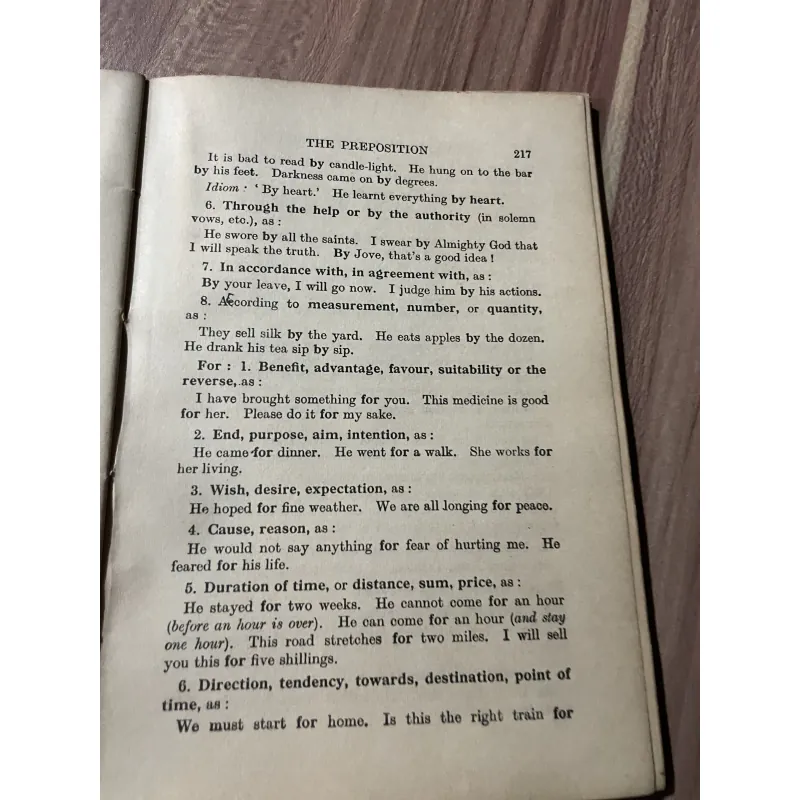 THE PREPOSITION 217
It is bad to read by candle-light. He hung on to the bar
by his feet. Darkness came on by degrees.
Idiom : ‘ By heart.’ He learnt everything by heart.
6. Through the help or by the authority (in solemn
vows, etc.), as :
He swore by all the saints. I swear by Almighty God that
I will speak the truth. By Jove, that’s a good idea !
7. In accordance with, in agreement with, as :
By your leave, I will go now. I judge him by his actions.
8. According to measurement, number, or quantity,
as :
They sell silk by the yard. He eats apples by the dozen.
He drank his tea sip by sip.
For : 1. Benefit, advantage, favour, suitability or the
reverse, as :
I have brought something for you. This medicine is good
for her. Please do it for my sake.
2. End, purpose, aim, intention, as :
He came for dinner. He went for a walk. She works for
her living.
3. Wish, desire, expectation, as :
He hoped for fine weather. We are all longing for peace.
4. Cause, reason, as :
He would not say anything for fear of hurting me. He
feared for his life.
5. Duration of time, or distance, sum, price, as :
He stayed for two weeks. He cannot come for an hour
(before an hour is over). He can come for an hour (and stay
one hour). This road stretches for two miles. I will sell
you this for five shillings.
6. Direction, tendency, towards, destination, point of
time, as :
We must start for home. Is this the right train for